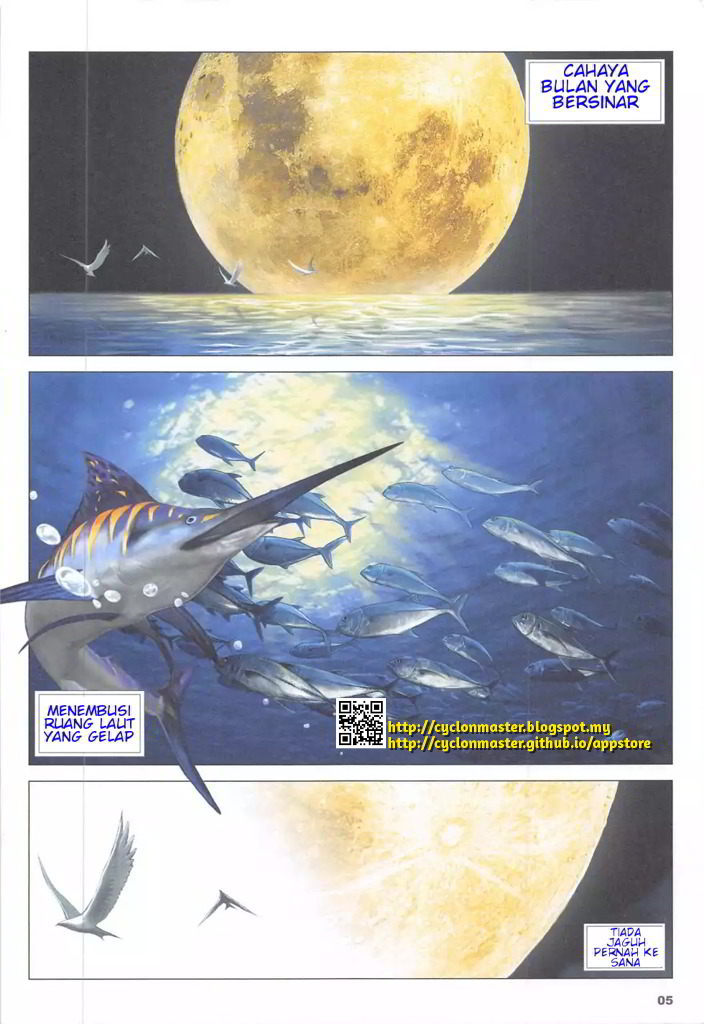 CAHAYA
BULAN YANG
BERSINAR
MENEMBUSI
RUANG LAUT
YANG GELAP
http://cyclonmaster.blogspot.my
http://cyclonmaster.github.io/appstore
TIADA
JAGUH
PERNAH KE
SANA
05